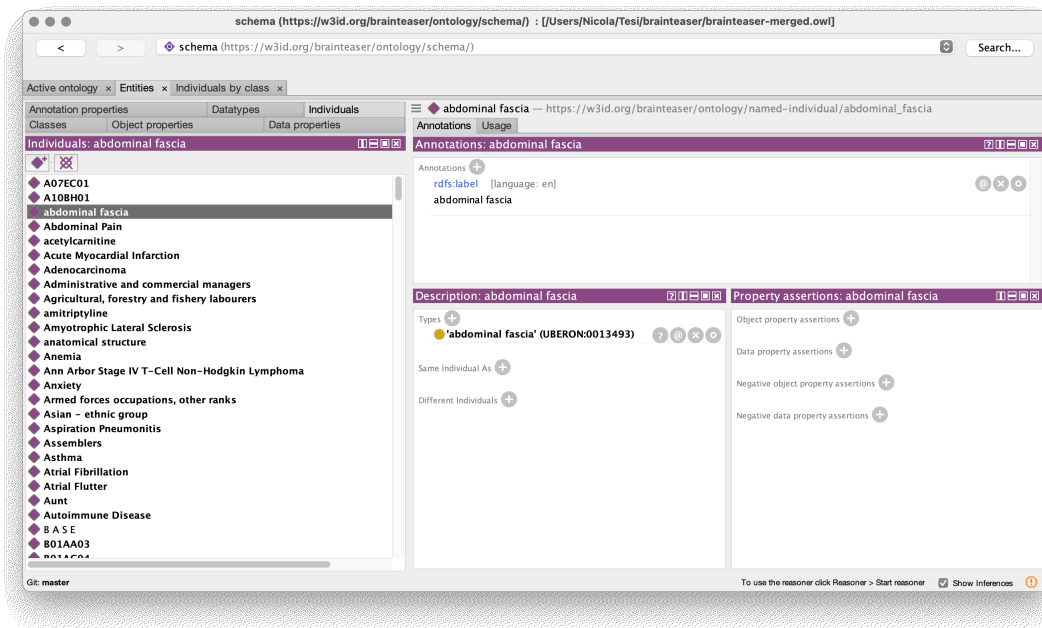 schema (https://w3id.org/brainteaser/ontology/schema/) : [/Users/Nicola/Tesi/brainteaser/brainteaser-merged.owl]
< > schema (https://w3id.org/brainteaser/ontology/schema/) Search...
Active ontology × Entities × Individuals by class ×
Annotation properties Datatypes Individuals
Classes Object properties Data properties
Individuals: abdominal fascia
A07EC01
A10BH01
abdominal fascia
Abdominal Pain
acetylcarnitine
Acute Myocardial Infarction
Adenocarcinoma
Administrative and commercial managers
Agricultural, forestry and fishery labourers
amitriptyline
Amyotrophic Lateral Sclerosis
anatomical structure
Anemia
Ann Arbor Stage IV T-Cell Non-Hodgkin Lymphoma
Anxiety
Armed forces occupations, other ranks
Asian - ethnic group
Aspiration Pneumonitis
Assemblers
Asthma
Atrial Fibrillation
Atrial Flutter
Aunt
Autoimmune Disease
B A S E
B01AA03
B01AC04
abdominal fascia — https://w3id.org/brainteaser/ontology/named-individual/abdominal_fascia
Annotations Usage
Annotations: abdominal fascia
Annotations
rdfs:label [language: en]
abdominal fascia
Description: abdominal fascia
Types
'abdominal fascia' (UBERON:0013493)
Same Individual As
Different Individuals
Property assertions: abdominal fascia
Object property assertions
Data property assertions
Negative object property assertions
Negative data property assertions
Git: master
To use the reasoner click Reasoner > Start reasoner Show Inferences